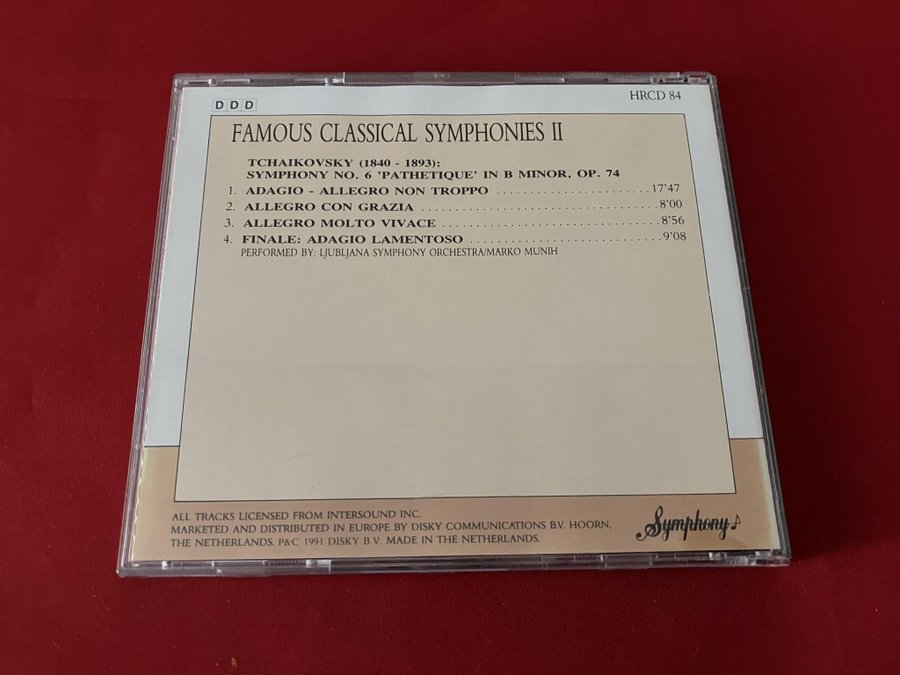 DDD
HRCD 84
FAMOUS CLASSICAL SYMPHONIES II
TCHAIKOVSKY (1840 - 1893):
SYMPHONY NO. 6 'PATHETIQUE' IN B MINOR, OP. 74
1. ADAGIO - ALLEGRO NON TROPPO ........................ 17'47
2. ALLEGRO CON GRAZIA .................................... 8'00
3. ALLEGRO MOLTO VIVACE ................................. 8'56
4. FINALE: ADAGIO LAMENTOSO ............................. 9'08
PERFORMED BY: LJUBLJANA SYMPHONY ORCHESTRA/MARKO MUNIH
ALL TRACKS LICENSED FROM INTERSOUND INC.
MARKETED AND DISTRIBUTED IN EUROPE BY DISKY COMMUNICATIONS B.V. HOORN,
THE NETHERLANDS. P&C 1991 DISKY B.V. MADE IN THE NETHERLANDS.
Symphony